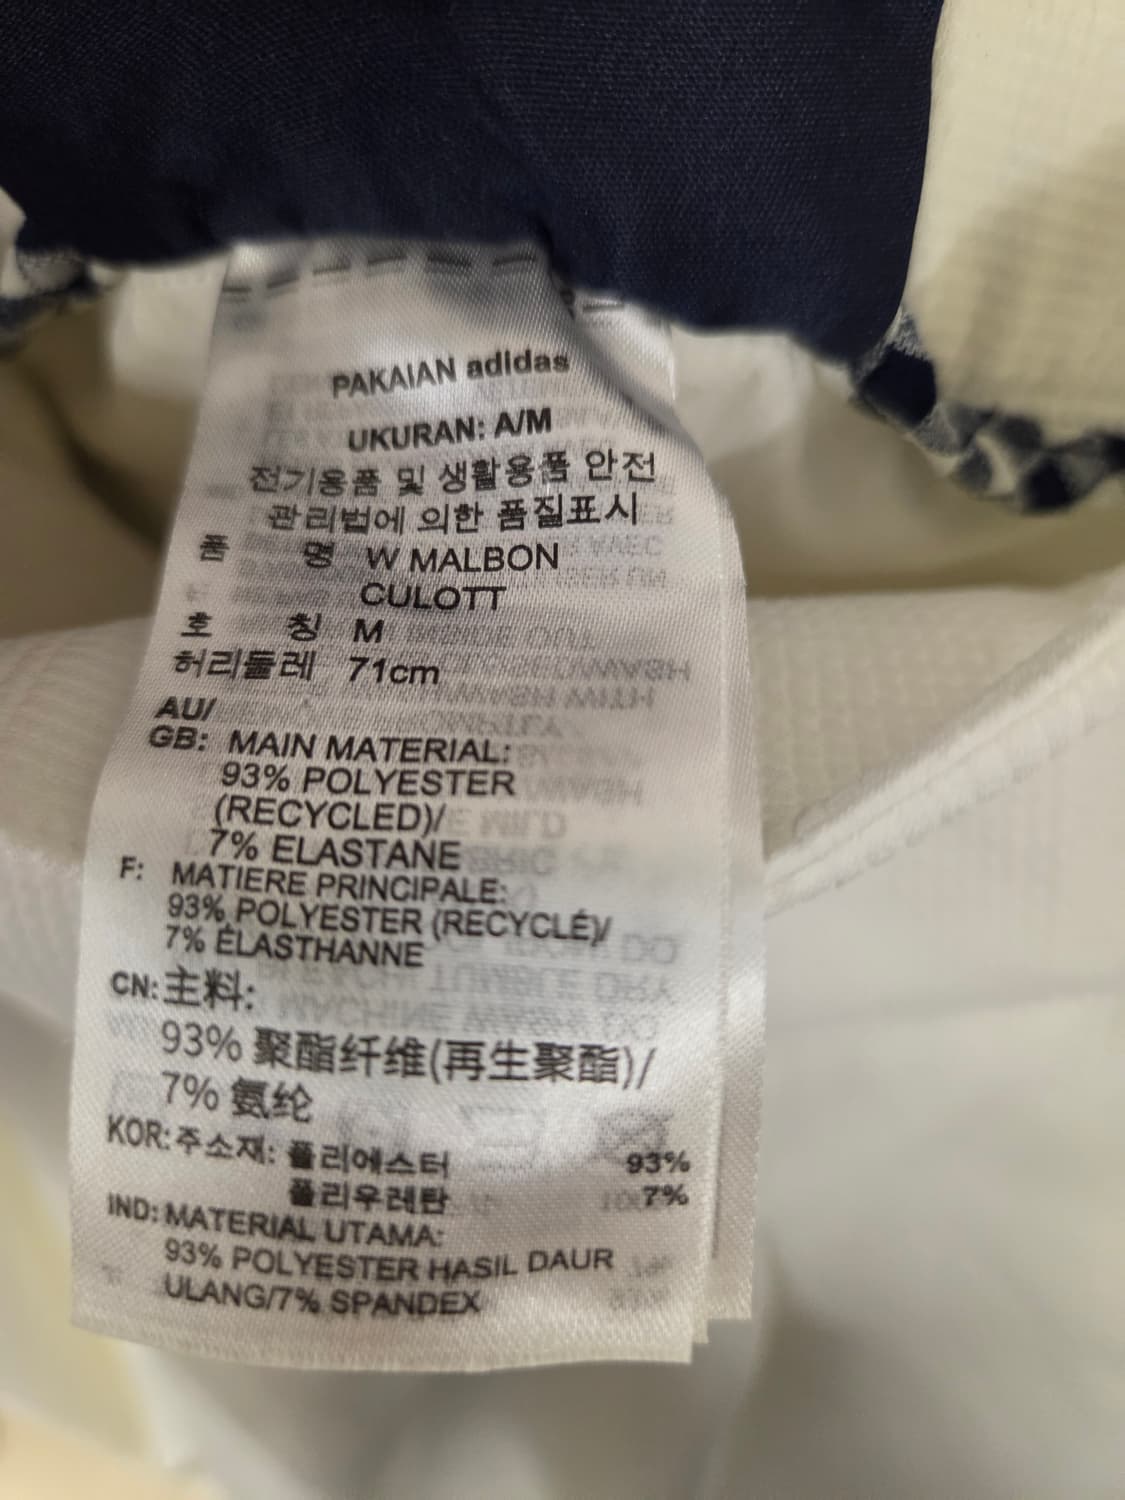 PAKAIAN adidas
UKURAN: A/M
전기용품 및 생활용품 안전
관리법에 의한 품질표시
품 명 W MALBON
CULOTT
호 칭 M
허리둘레 71cm
AU/
GB: MAIN MATERIAL:
93% POLYESTER
(RECYCLED)/
7% ELASTANE
F: MATIERE PRINCIPALE:
93% POLYESTER (RECYCLÉ)/
7% ÉLASTHANNE
CN: 主料:
93% 聚酯纤维(再生聚酯)/
7% 氨纶
KOR: 주소재: 폴리에스터 93%
폴리우레탄 7%
IND: MATERIAL UTAMA:
93% POLYESTER HASIL DAUR
ULANG/7% SPANDEX